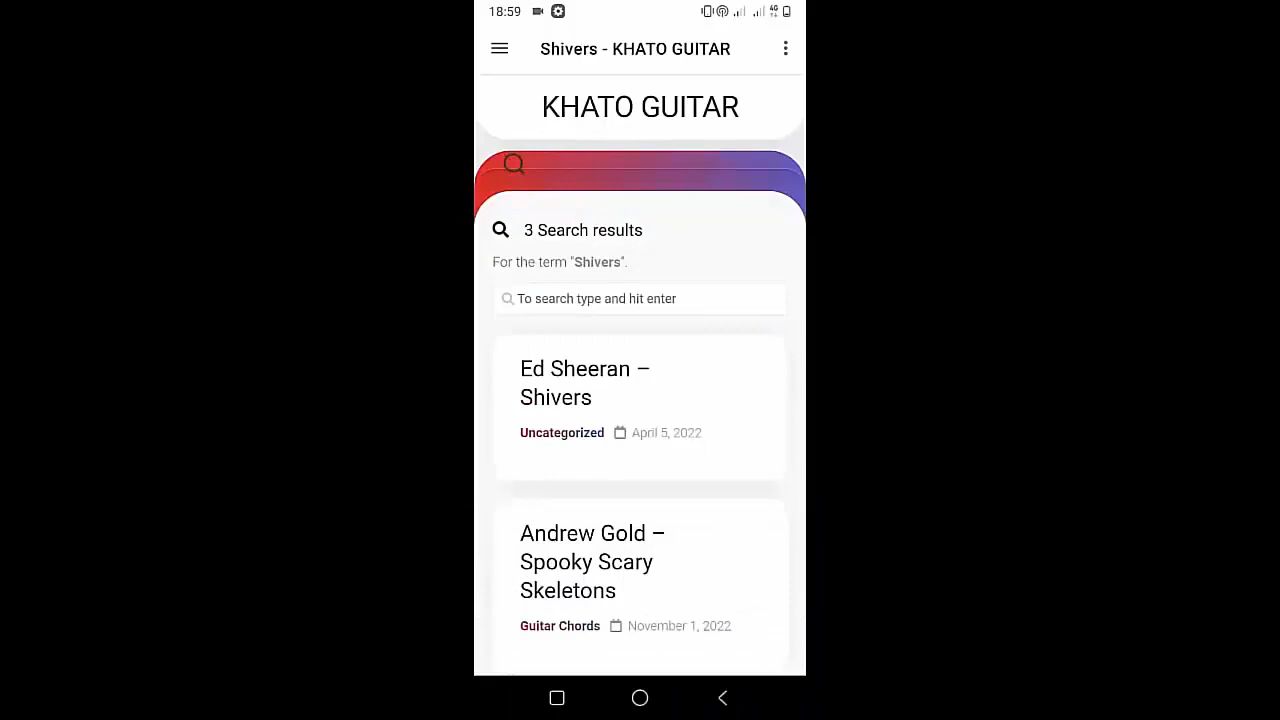 18:59
4G
Shivers - KHATO GUITAR
KHATO GUITAR
3 Search results
For the term "Shivers".
To search type and hit enter
Ed Sheeran –
Shivers
Uncategorized April 5, 2022
Andrew Gold –
Spooky Scary
Skeletons
Guitar Chords November 1, 2022